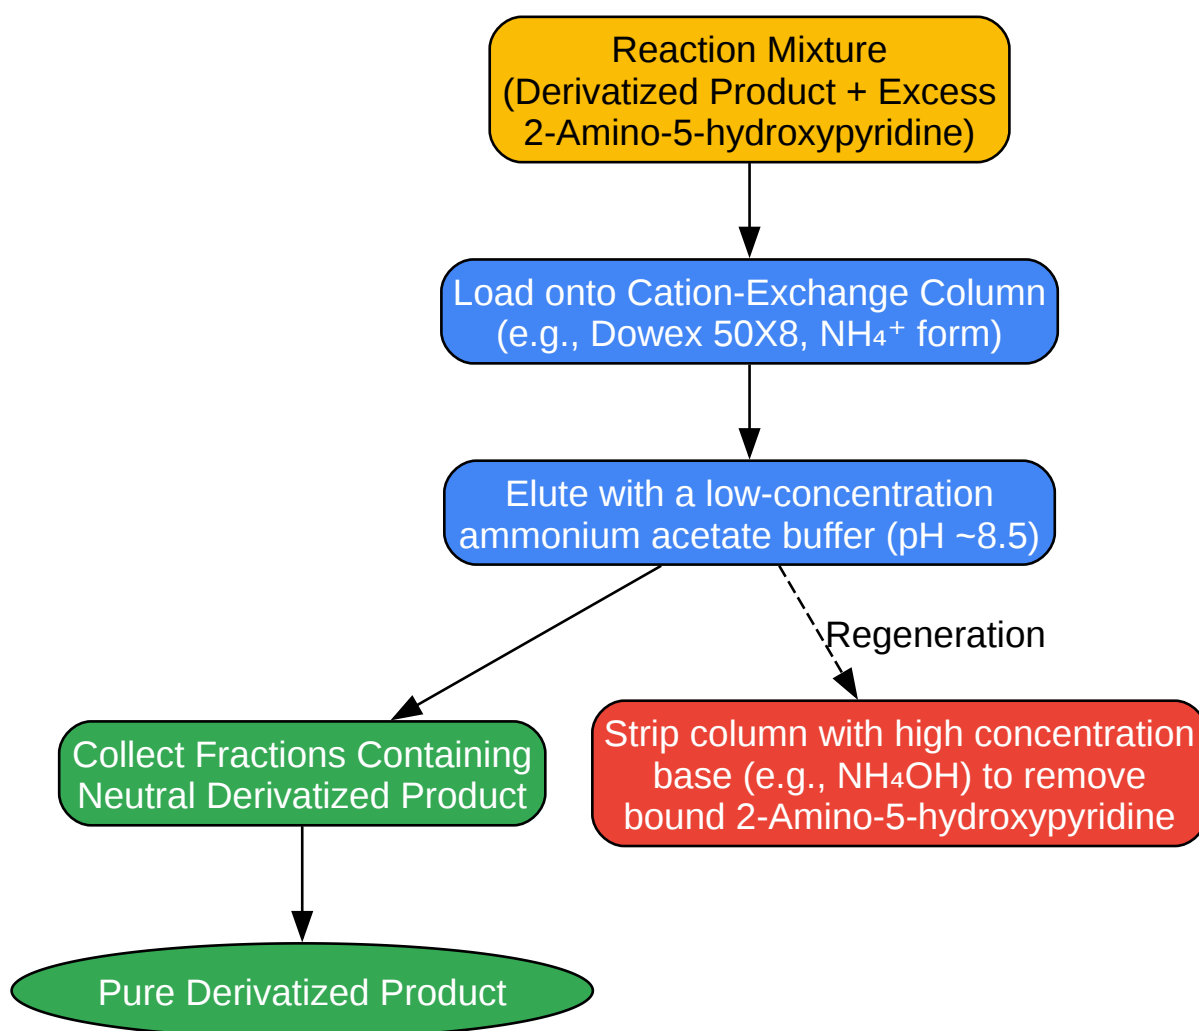 Reaction Mixture
(Derivatized Product + Excess
2-Amino-5-hydroxypyridine)
Load onto Cation-Exchange Column
(e.g., Dowex 50X8, NH₄⁺ form)
Elute with a low-concentration
ammonium acetate buffer (pH ~8.5)
Regeneration
Collect Fractions Containing
Neutral Derivatized Product
Strip column with high concentration
base (e.g., NH₄OH) to remove
bound 2-Amino-5-hydroxypyridine
Pure Derivatized Product